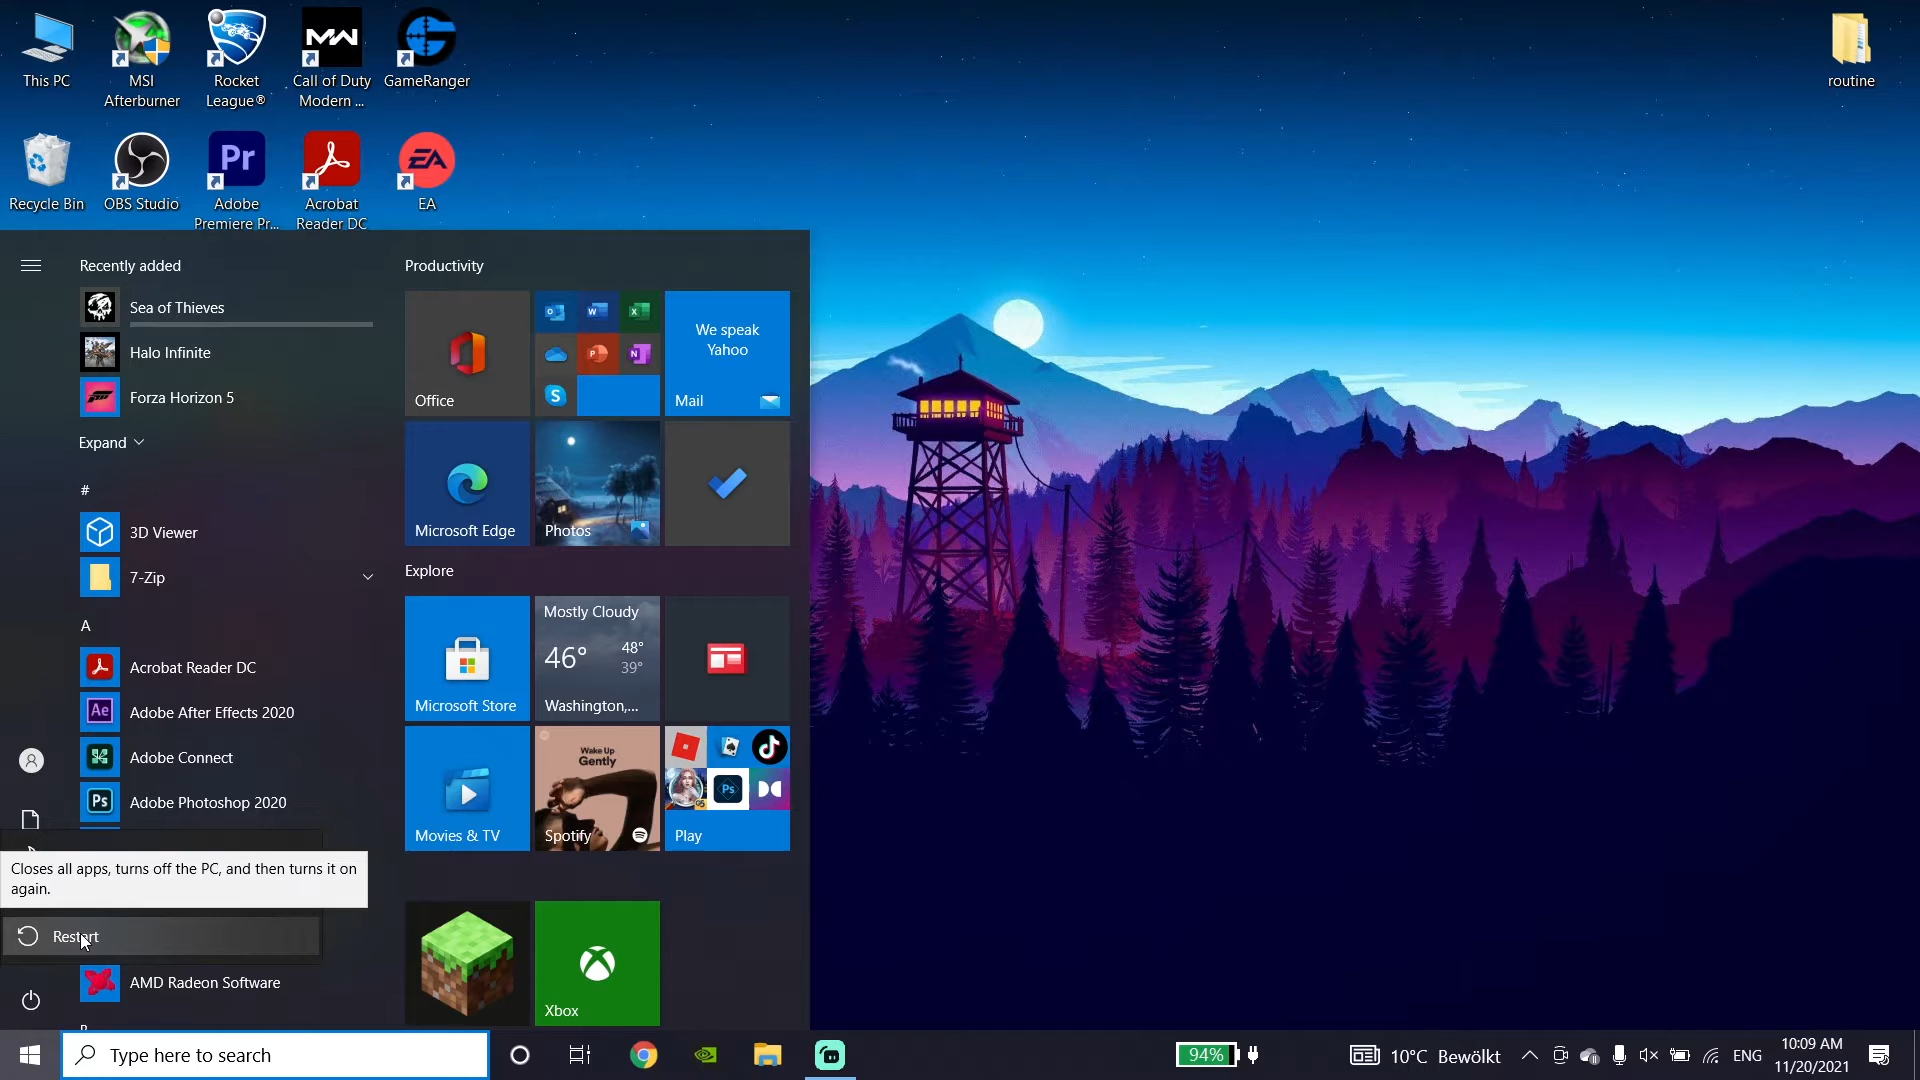 This PC
MSI
Afterburner
Rocket
League®
Call of Duty
Modern ...
GameRanger
routine
Recycle Bin
OBS Studio
Adobe
Premiere Pr...
Acrobat
Reader DC
EA
Recently added
Sea of Thieves
Halo Infinite
Forza Horizon 5
Expand
#
3D Viewer
7-Zip
A
Acrobat Reader DC
Adobe After Effects 2020
Adobe Connect
Adobe Photoshop 2020
Closes all apps, turns off the PC, and then turns it on
again.
Restart
AMD Radeon Software
Productivity
Office
We speak
Yahoo
Mail
Microsoft Edge
Photos
Explore
Microsoft Store
Mostly Cloudy
46°
48°
39°
Washington,...
Movies & TV
Wake Up
Gently
Spotify
Play
Xbox
Type here to search
94%
10°C Bewölkt
ENG
10:09 AM
11/20/2021